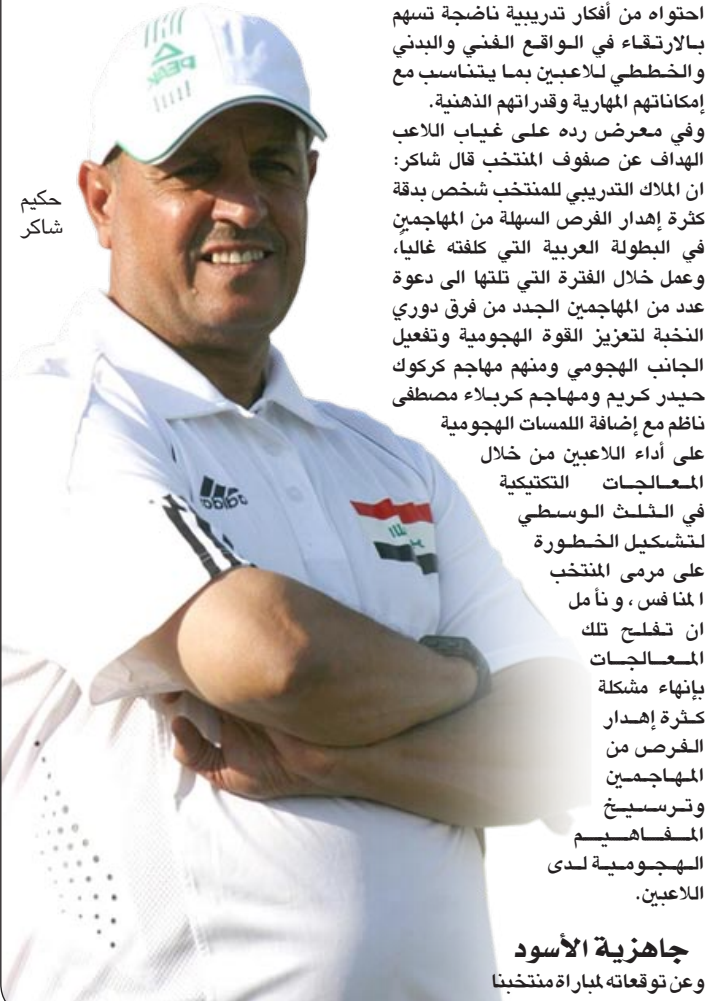 احتواه من أفكار تدريبية ناضجة تسهم
بالارتقاء في الواقع الفني والبدني
والخططي للاعبين بما يتناسب مع
إمكاناتهم المهارية وقدراتهم الذهنية.
وفي معرض رده على غياب اللاعب
الهداف عن صفوف المنتخب قال شاكر:
ان الملاك التدريبي للمنتخب شخص بدقة
كثرة إهدار الفرص السهلة من المهاجمين
في البطولة العربية التي كلفته غالياً،
وعمل خلال الفترة التي تلتها الى دعوة
عدد من المهاجمين الجدد من فرق دوري
النخبة لتعزيز القوة الهجومية وتفعيل
الجانب الهجومي ومنهم مهاجم كركوك
حيدر كريم ومهاجم كربلاء مصطفى
ناظم مع إضافة اللمسات الهجومية
على أداء اللاعبين من خلال
المعالجات التكتيكية
في الثلث الوسطي
لتشكيل الخطورة
على مرمى المنتخب
المنافس، ونأمل
ان تفلح تلك
المعالجات
بإنهاء مشكلة
كثرة إهدار
الفرص من
المهاجمين
وترسيخ
المفاهيم
الهجومية لدى
اللاعبين.
جاهزية الأسود
وعن توقعاته لمباراة منتخبنا
حكيم
شاكر
PEAK
adidas